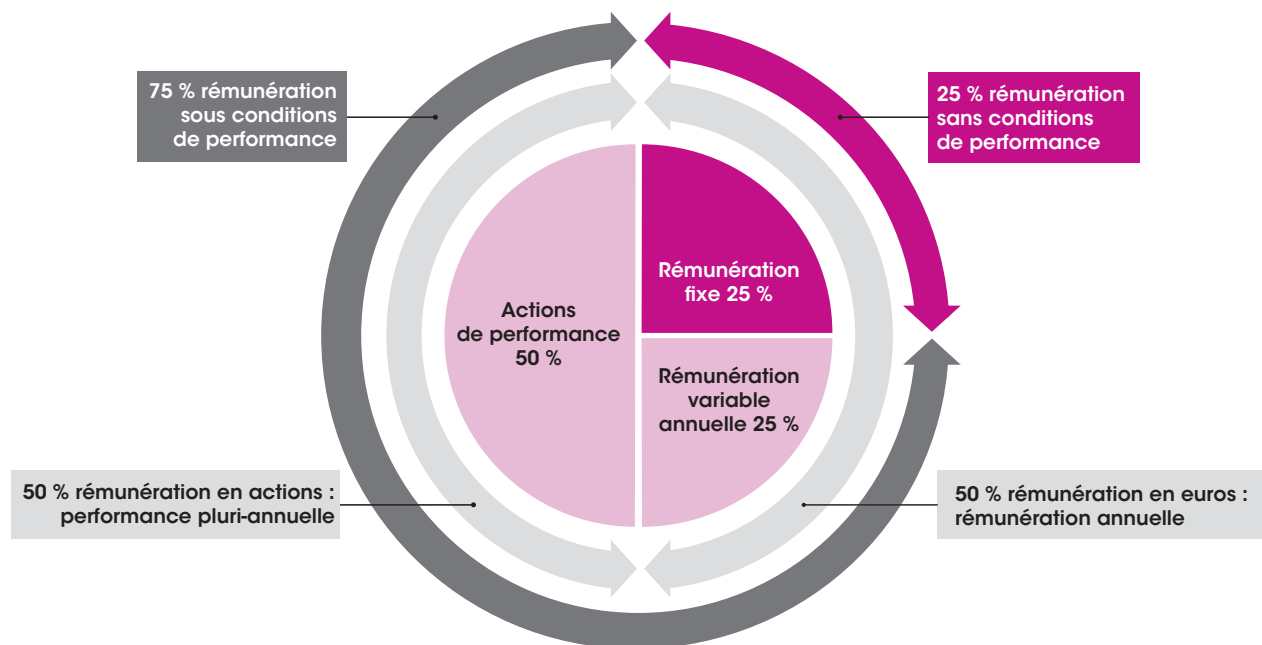 75 % rémunération
sous conditions
de performance
25 % rémunération
sans conditions
de performance
Rémunération
fixe 25 %
Actions
de performance
50 %
Rémunération
variable
annuelle 25 %
50 % rémunération en actions :
performance pluri-annuelle
50 % rémunération en euros :
rémunération annuelle